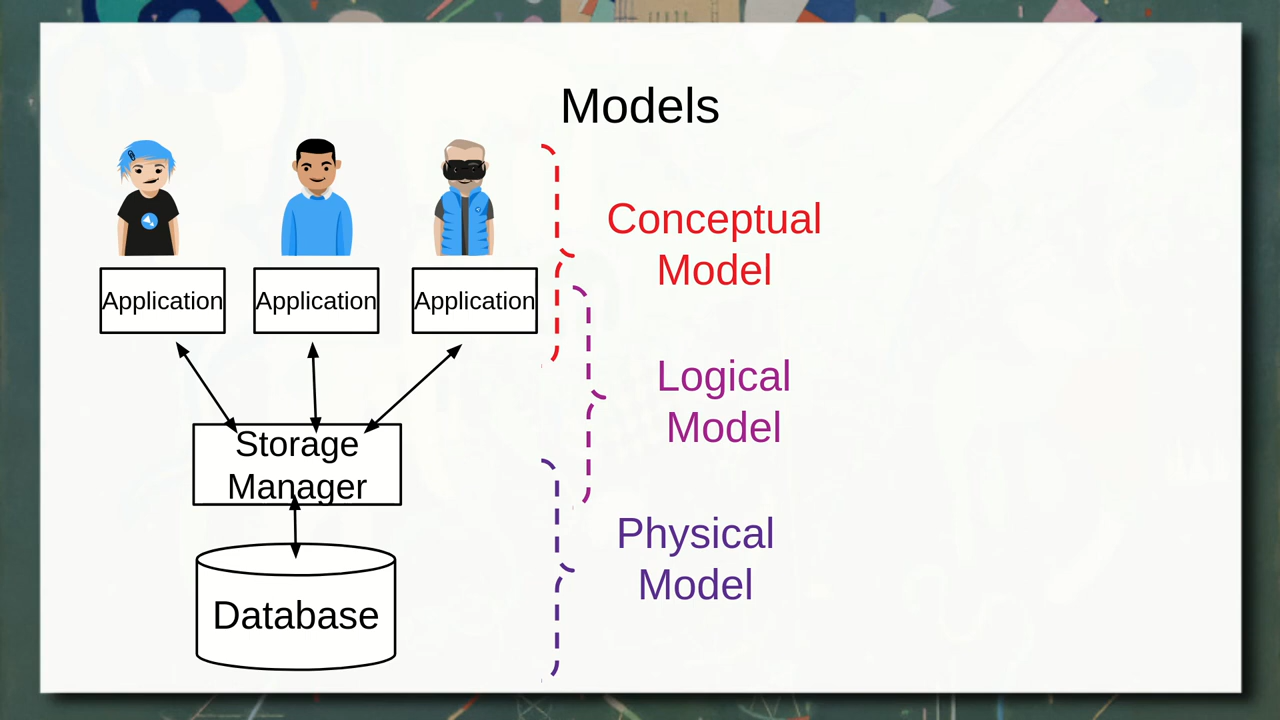 Models
Application
Application
Application
Storage
Manager
Database
Conceptual
Model
Logical
Model
Physical
Model